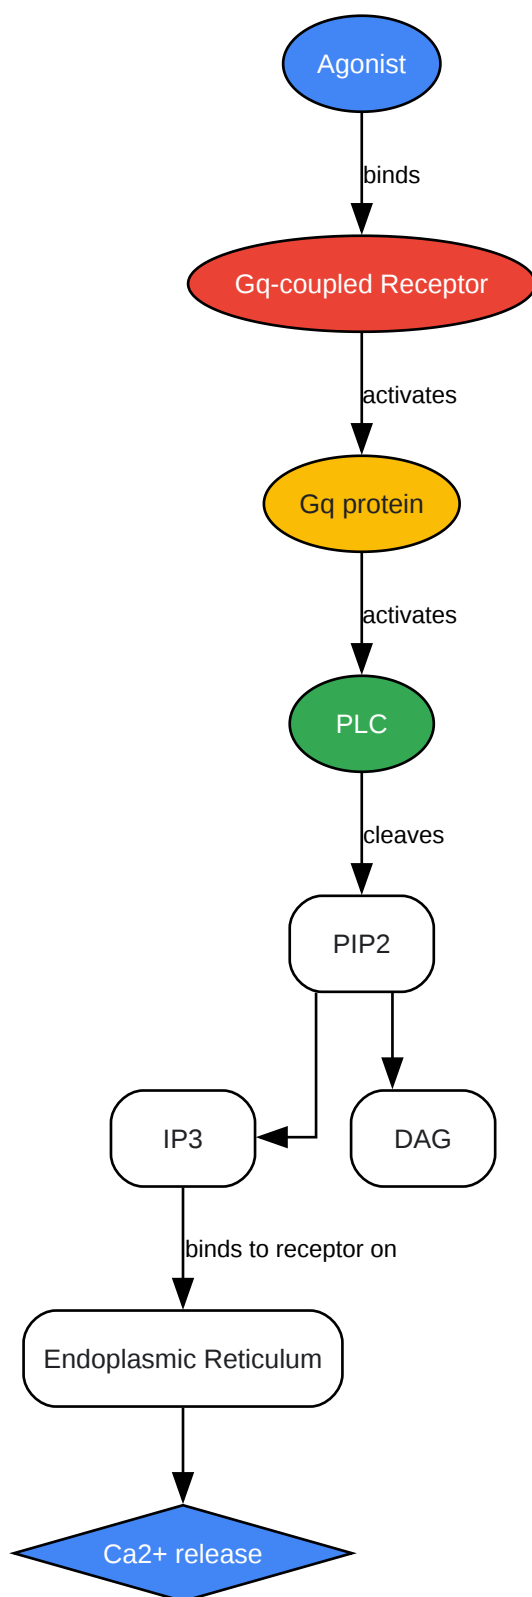 Agonist
binds
Gq-coupled Receptor
activates
Gq protein
activates
PLC
cleaves
PIP2
IP3
DAG
binds to receptor on
Endoplasmic Reticulum
Ca2+ release